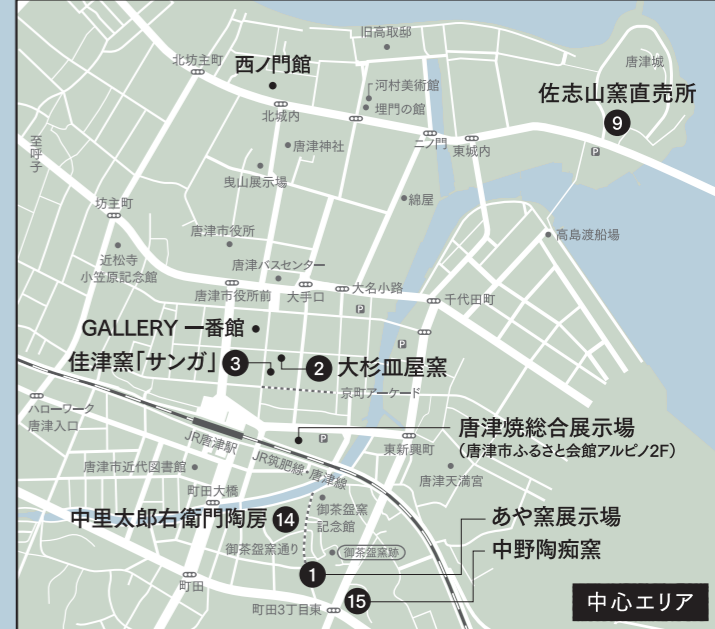 旧高取邸
北坊主町
西ノ門館
唐津城
河村美術館
埋門の館
佐志山窯直売所
9
北城内
至呼子
唐津神社
二ノ門
東城内
P
曳山展示場
綿屋
坊主町
唐津市役所
高島渡船場
近松寺
小笠原記念館
唐津バスセンター
唐津市役所前
大手口
大名小路
千代田町
P
GALLERY 一番館
P
佳津窯「サンガ」
3
2
大杉皿屋窯
京町アーケード
ハローワーク
唐津入口
JR唐津駅
P
唐津焼総合展示場
(唐津市ふるさと会館アルピノ2F)
東新興町
唐津市近代図書館
JR筑肥線・唐津線
唐津天満宮
町田大橋
中里太郎右衛門陶房
14
御茶盌窯
記念館
あや窯展示場
御茶盌窯通り
御茶盌窯跡
中野陶痴窯
1
町田
15
町田3丁目東
中心エリア